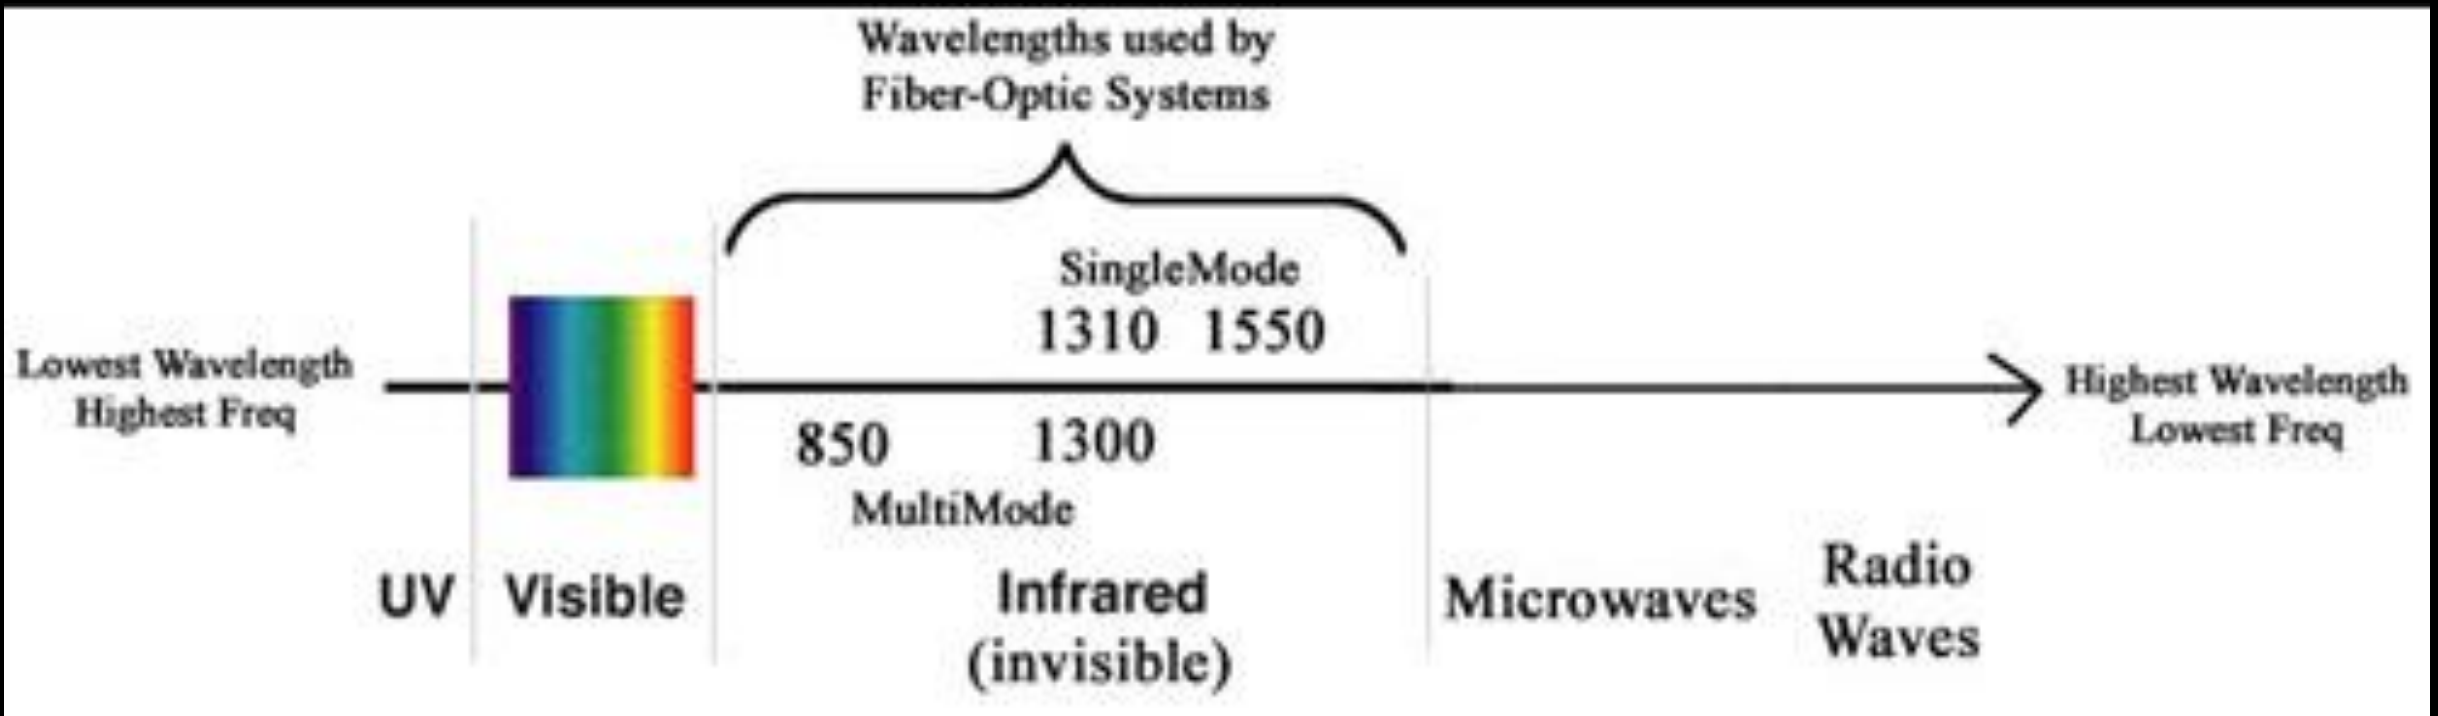 Wavelengths used by
Fiber-Optic Systems
SingleMode
1310 1550
Lowest Wavelength
Highest Freq
Highest Wavelength
Lowest Freq
850 1300
MultiMode
UV Visible
Infrared
(invisible)
Microwaves
Radio
Waves